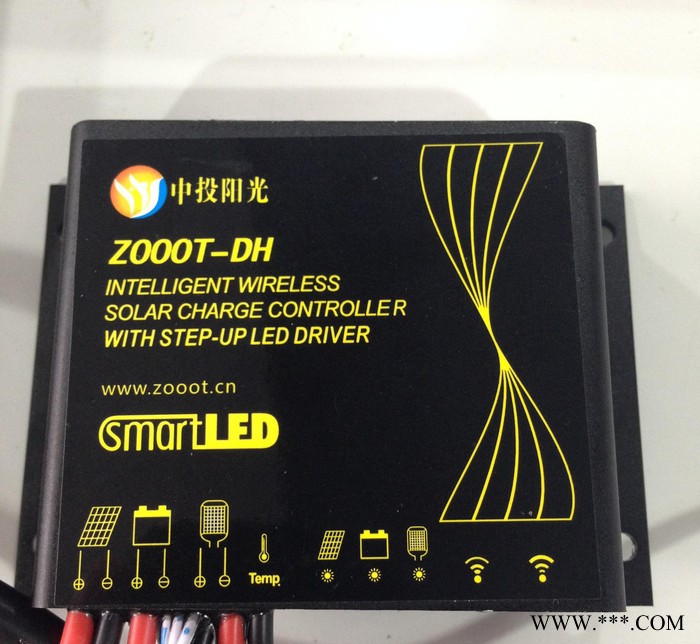 中投阳光
ZOOOT-DH
INTELLIGENT WIRELESS
SOLAR CHARGE CONTROLLER
WITH STEP-UP LED DRIVER
www.zooot.cn
smartLED
Temp
WWW.***.COM